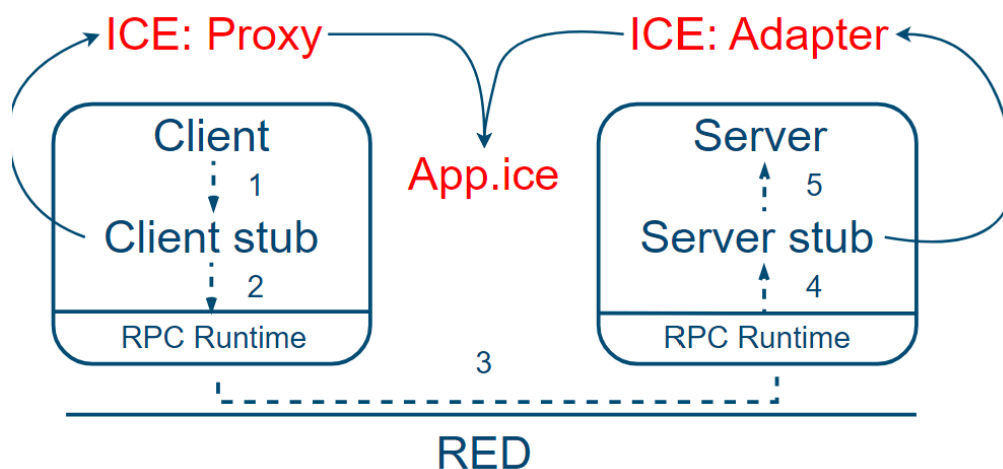 ICE: Proxy
ICE: Adapter
Client
Server
1
5
App.ice
Client stub
Server stub
2
4
RPC Runtime
RPC Runtime
3
RED